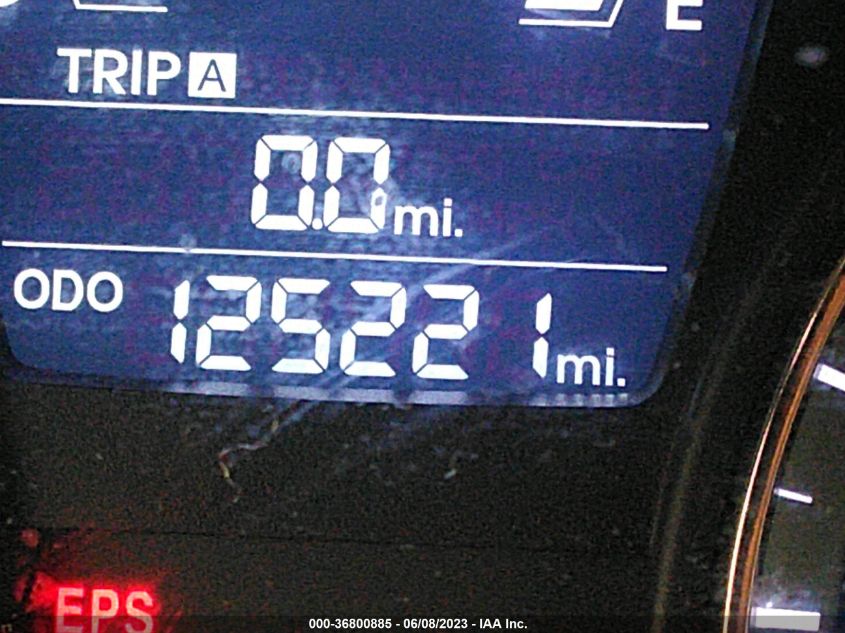 E
TRIP A
0.0 mi.
ODO 125221 mi.
EPS
000-36800885 - 06/08/2023 - IAA Inc.